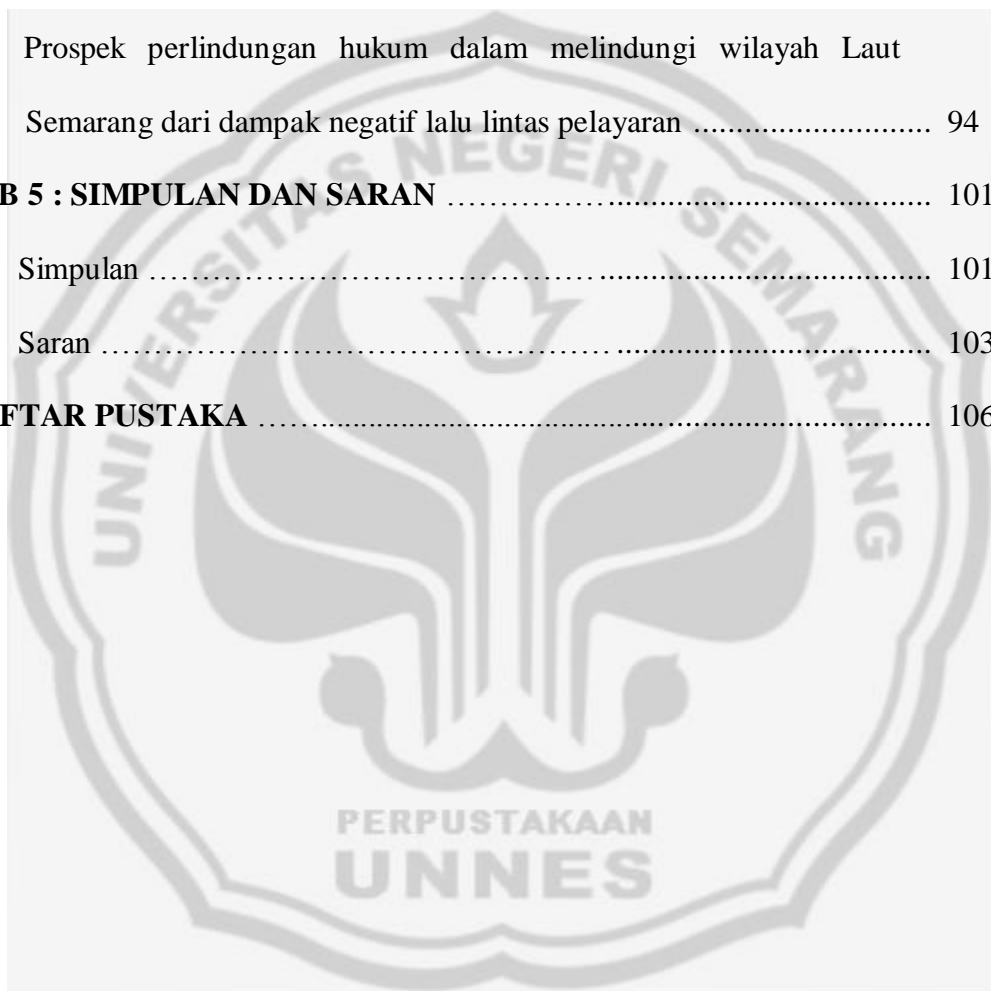 Prospek perlindungan hukum dalam melindungi wilayah Laut
Semarang dari dampak negatif lalu lintas pelayaran ........................... 94
B 5 : SIMPULAN DAN SARAN .................................................. 101
Simpulan ........................................................................ 101
Saran ........................................................................ 103
FTAR PUSTAKA ........................................................................ 106
UNIVERSITAS NEGERI SEMARANG
PERPUSTAKAAN
UNNES